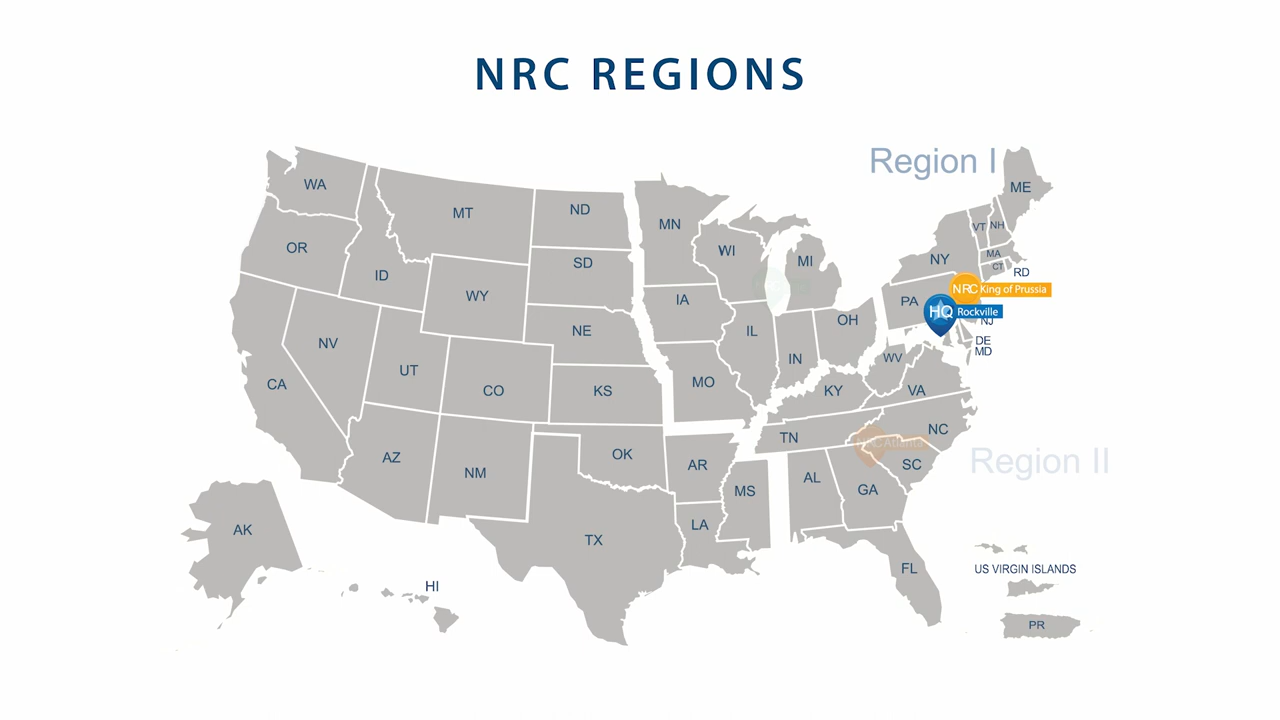 NRC REGIONS
Region I
ME
WA
MT
ND
MN
VT
NH
OR
WI
NY
MA
MI
SD
CT
RD
ID
NRC King of Prussia
WY
IA
PA
HQ Rockville
NJ
OH
NE
IL
NV
DE
MD
IN
WV
UT
CA
MO
CO
KS
KY
VA
NC
TN
NRC Atlanta
OK
AZ
Region II
AR
SC
NM
AL
GA
MS
LA
AK
TX
FL
US VIRGIN ISLANDS
HI
PR